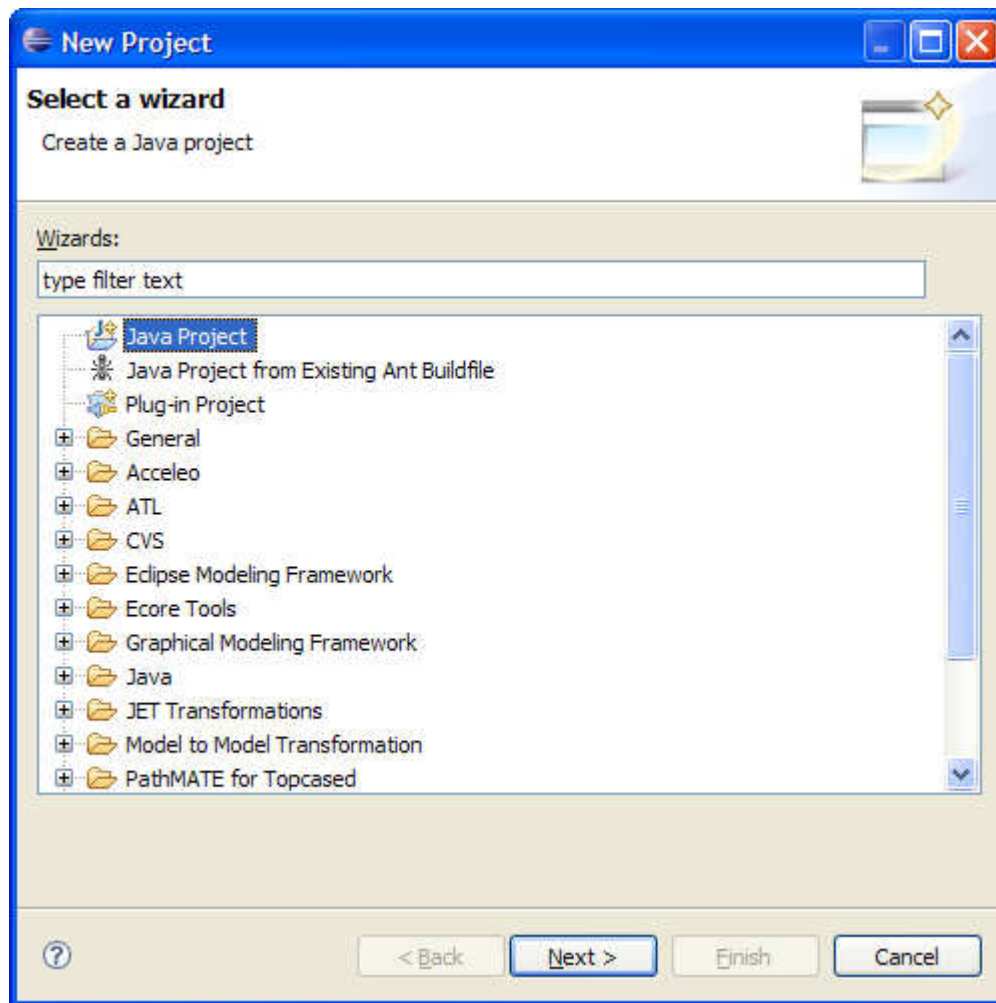 New Project
Select a wizard
Create a Java project
Wizards:
type filter text
Java Project
Java Project from Existing Ant Buildfile
Plug-in Project
General
Acceleo
ATL
CVS
Eclipse Modeling Framework
Ecore Tools
Graphical Modeling Framework
Java
JET Transformations
Model to Model Transformation
PathMATE for Topcased
? < Back Next > Finish Cancel